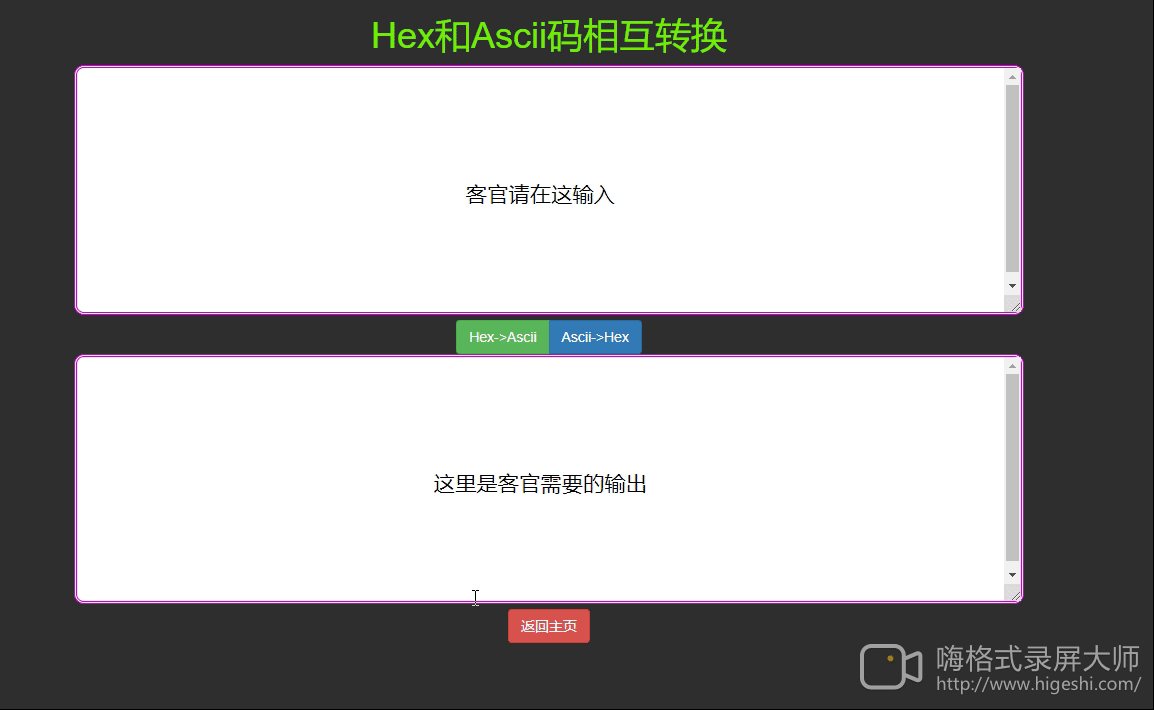 Hex和Ascii码相互转换
客官请在这输入
Hex->Ascii Ascii->Hex
这里是客官需要的输出
返回主页
嗨格式录屏大师
http://www.higeshi.com/